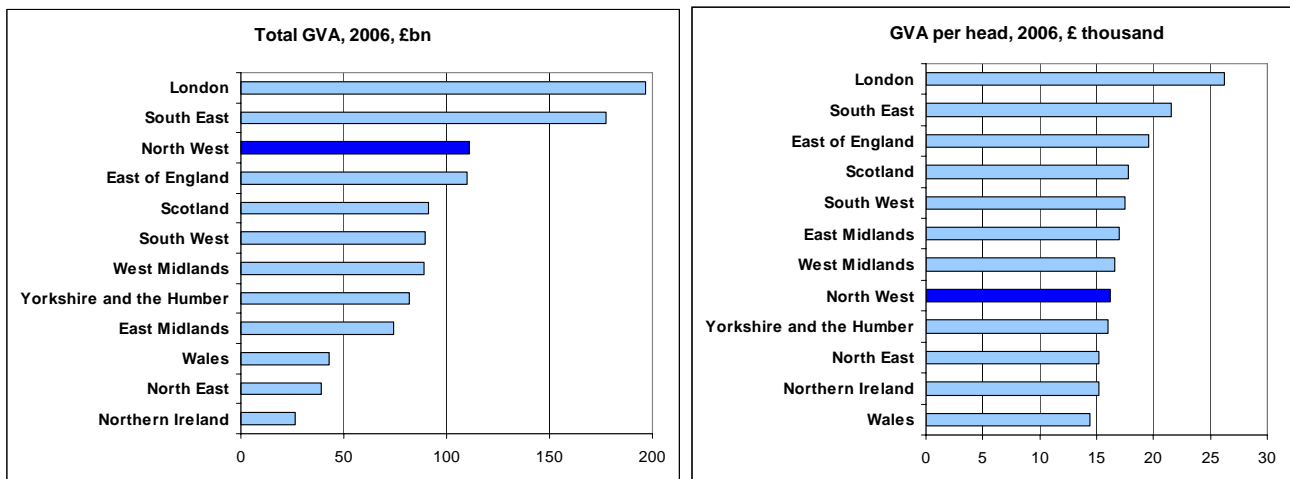 Total GVA, 2006, £bn
London
South East
North West
East of England
Scotland
South West
West Midlands
Yorkshire and the Humber
East Midlands
Wales
North East
Northern Ireland
0 50 100 150 200
GVA per head, 2006, £ thousand
London
South East
East of England
Scotland
South West
East Midlands
West Midlands
North West
Yorkshire and the Humber
North East
Northern Ireland
Wales
0 5 10 15 20 25 30